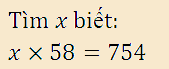 Tìm x biết:
x × 58 = 754